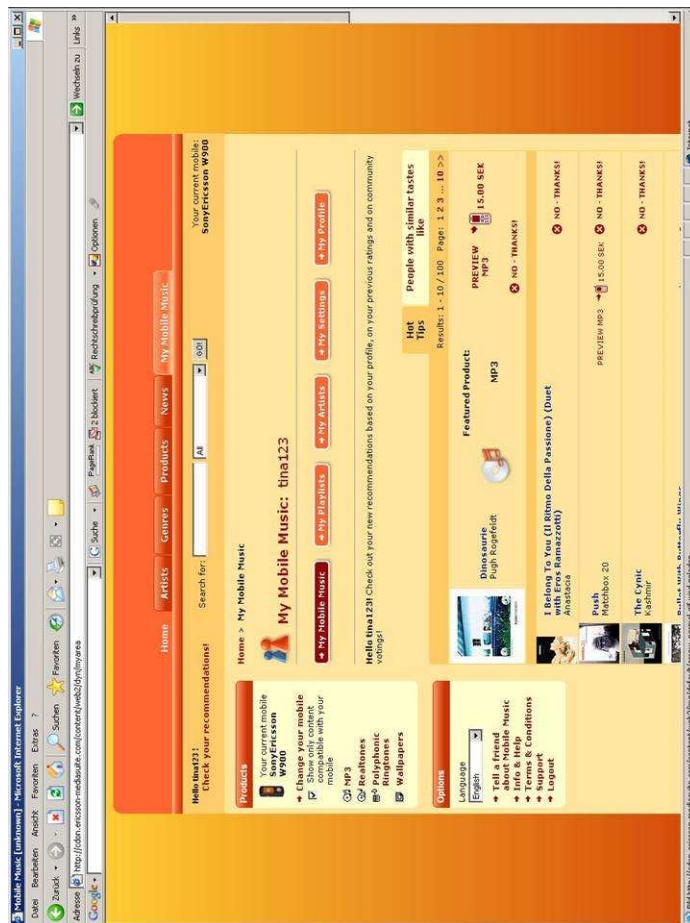 Mobile Music [unknown] - Microsoft Internet Explorer
Datei Bearbeiten Ansicht Favoriten Extras ?
Zurück Suchen Favoriten
Adresse http://cdon.ericsson-mediasuite.com/content/web2/dyn/myarea Wechseln zu Links »
Google Suche PageRank 2 blockiert Rechtschreibprüfung Optionen
Home Artists Genres Products News My Mobile Music
Hello tina123!
Check your recommendations!
Search for: All GO!
Your current mobile:
SonyEricsson W900
Products
Your current mobile
SonyEricsson
W900
Change your mobile
Show only content
compatible with your
mobile
MP3
Realtones
Polyphonic
Ringtones
Wallpapers
Options
Language
English
Tell a friend
about Mobile Music
Info & Help
Terms & Conditions
Support
Logout
Home > My Mobile Music
My Mobile Music: tina123
My Mobile Music My Playlists My Artists My Settings My Profile
Hello tina123! Check out your new recommendations based on your profile, on your previous ratings and on community
votings!
Hot
Tips
People with similar tastes
like
Results: 1 - 10 / 100 Page: 1 2 3 ... 10 >>
Dinosaurie
Pugh Rogefeldt
Featured Product:
MP3
PREVIEW
MP3
15.00 SEK
NO - THANKS!
I Belong To You (Il Ritmo Della Passione) (Duet
with Eros Ramazzotti)
Anastacia
NO - THANKS!
Push
Matchbox 20
PREVIEW MP3 15.00 SEK NO - THANKS!
The Cynic
Kashmir
NO - THANKS!
Bullet With Butterfly Wings